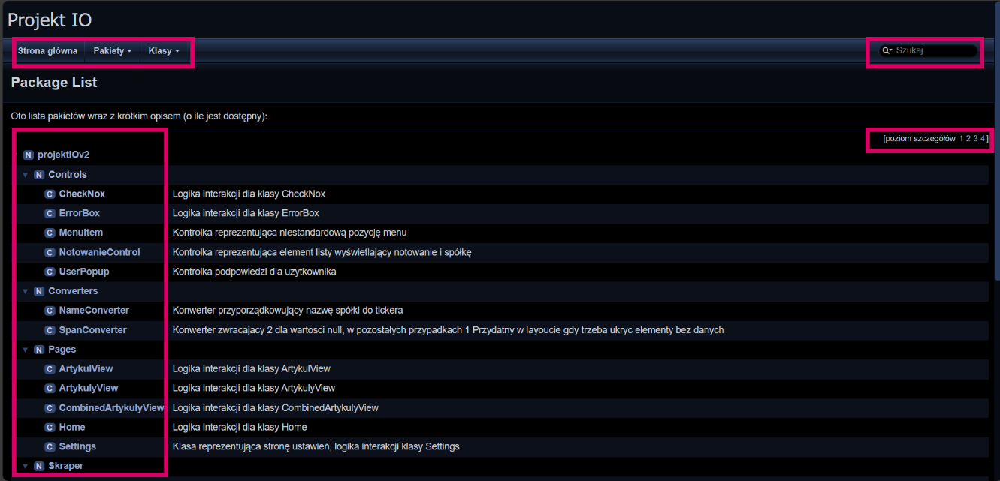 Projekt IO
Strona główna Pakiety Klasy Szukaj
Package List
Oto lista pakietów wraz z krótkim opisem (o ile jest dostępny):
[poziom szczegółów 1 2 3 4]
N projektIOv2
N Controls
C CheckNox Logika interakcji dla klasy CheckNox
C ErrorBox Logika interakcji dla klasy ErrorBox
C MenuItem Kontrolka reprezentująca niestandardową pozycję menu
C NotowanieControl Kontrolka reprezentująca element listy wyświetlający notowanie i spółkę
C UserPopup Kontrolka podpowiedzi dla uzytkownika
N Converters
C NameConverter Konwerter przyporządkowujący nazwę spółki do tickera
C SpanConverter Konwerter zwracajacy 2 dla wartosci null, w pozostałych przypadkach 1 Przydatny w layoucie gdy trzeba ukryc elementy bez danych
N Pages
C ArtykulView Logika interakcji dla klasy ArtykulView
C ArtykulyView Logika interakcji dla klasy ArtykulyView
C CombinedArtykulyView Logika interakcji dla klasy CombinedArtykulyView
C Home Logika interakcji dla klasy Home
C Settings Klasa reprezentująca stronę ustawień, logika interakcji klasy Settings
N Skraper